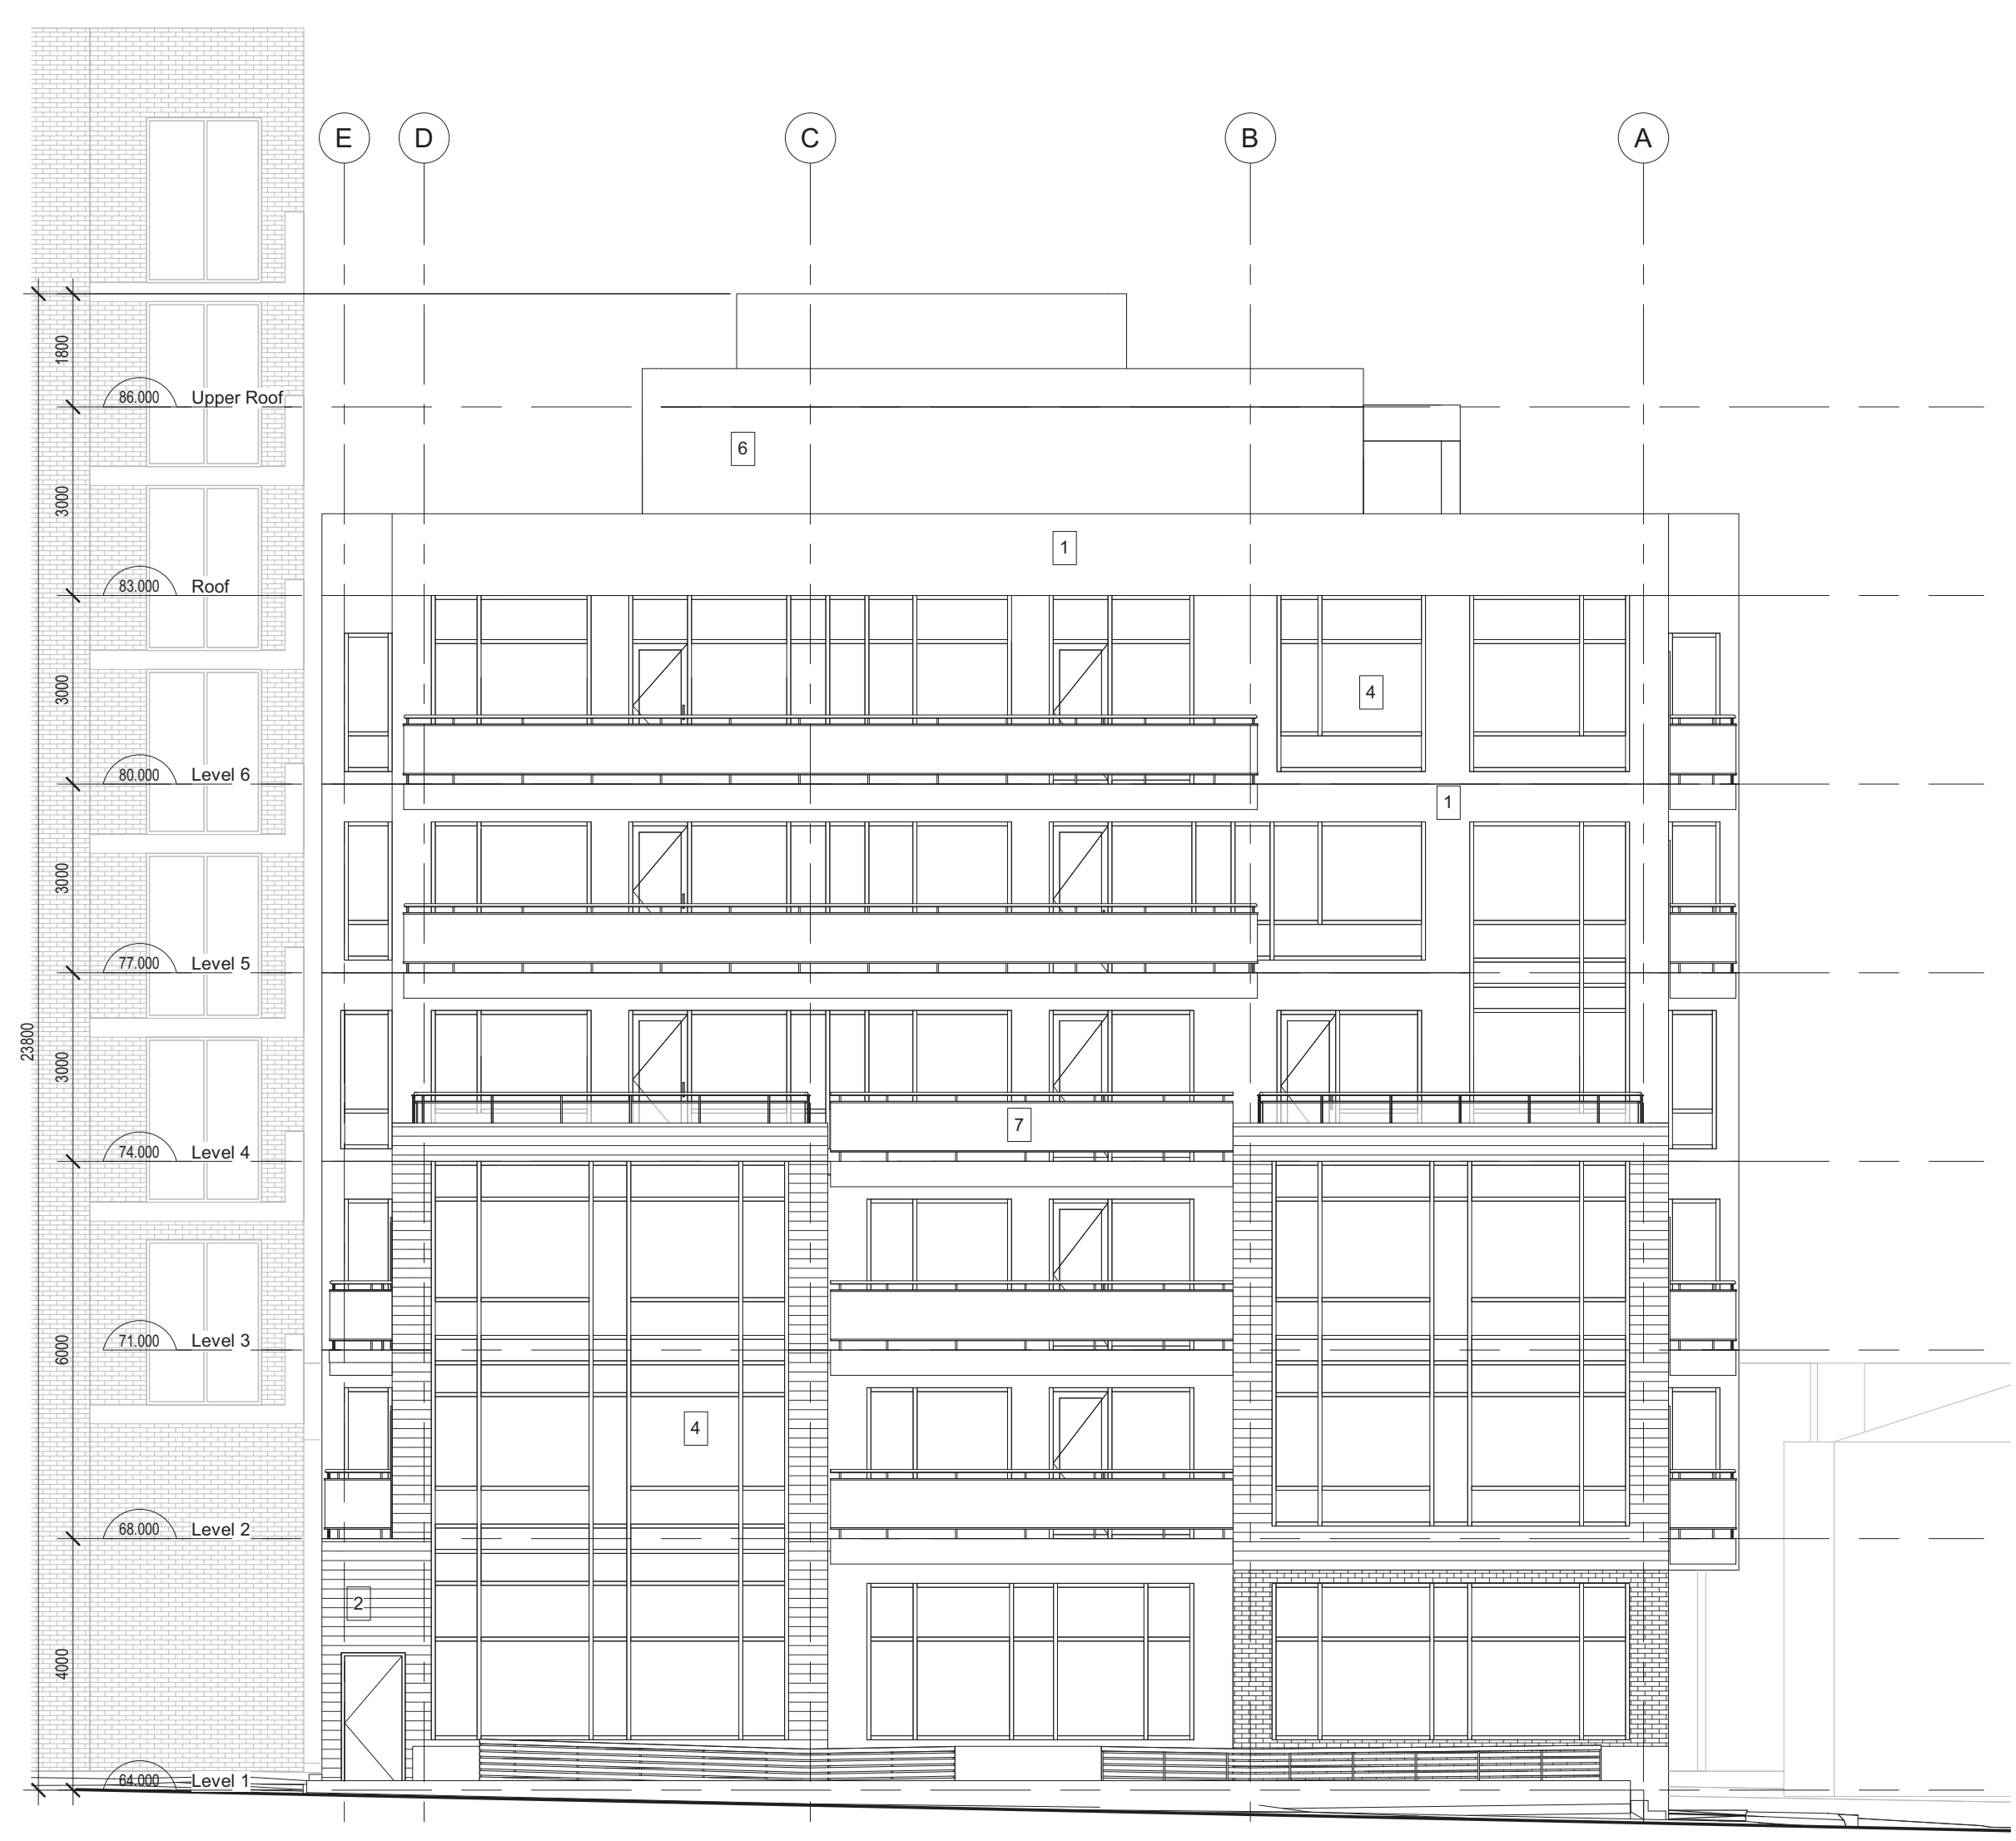 E D C B A
1800
86.000 Upper Roof
6
3000
1
83.000 Roof
3000
4
80.000 Level 6
1
3000
77.000 Level 5
23800
3000
7
74.000 Level 4
71.000 Level 3
6000
4
68.000 Level 2
2
4000
64.000 Level 1